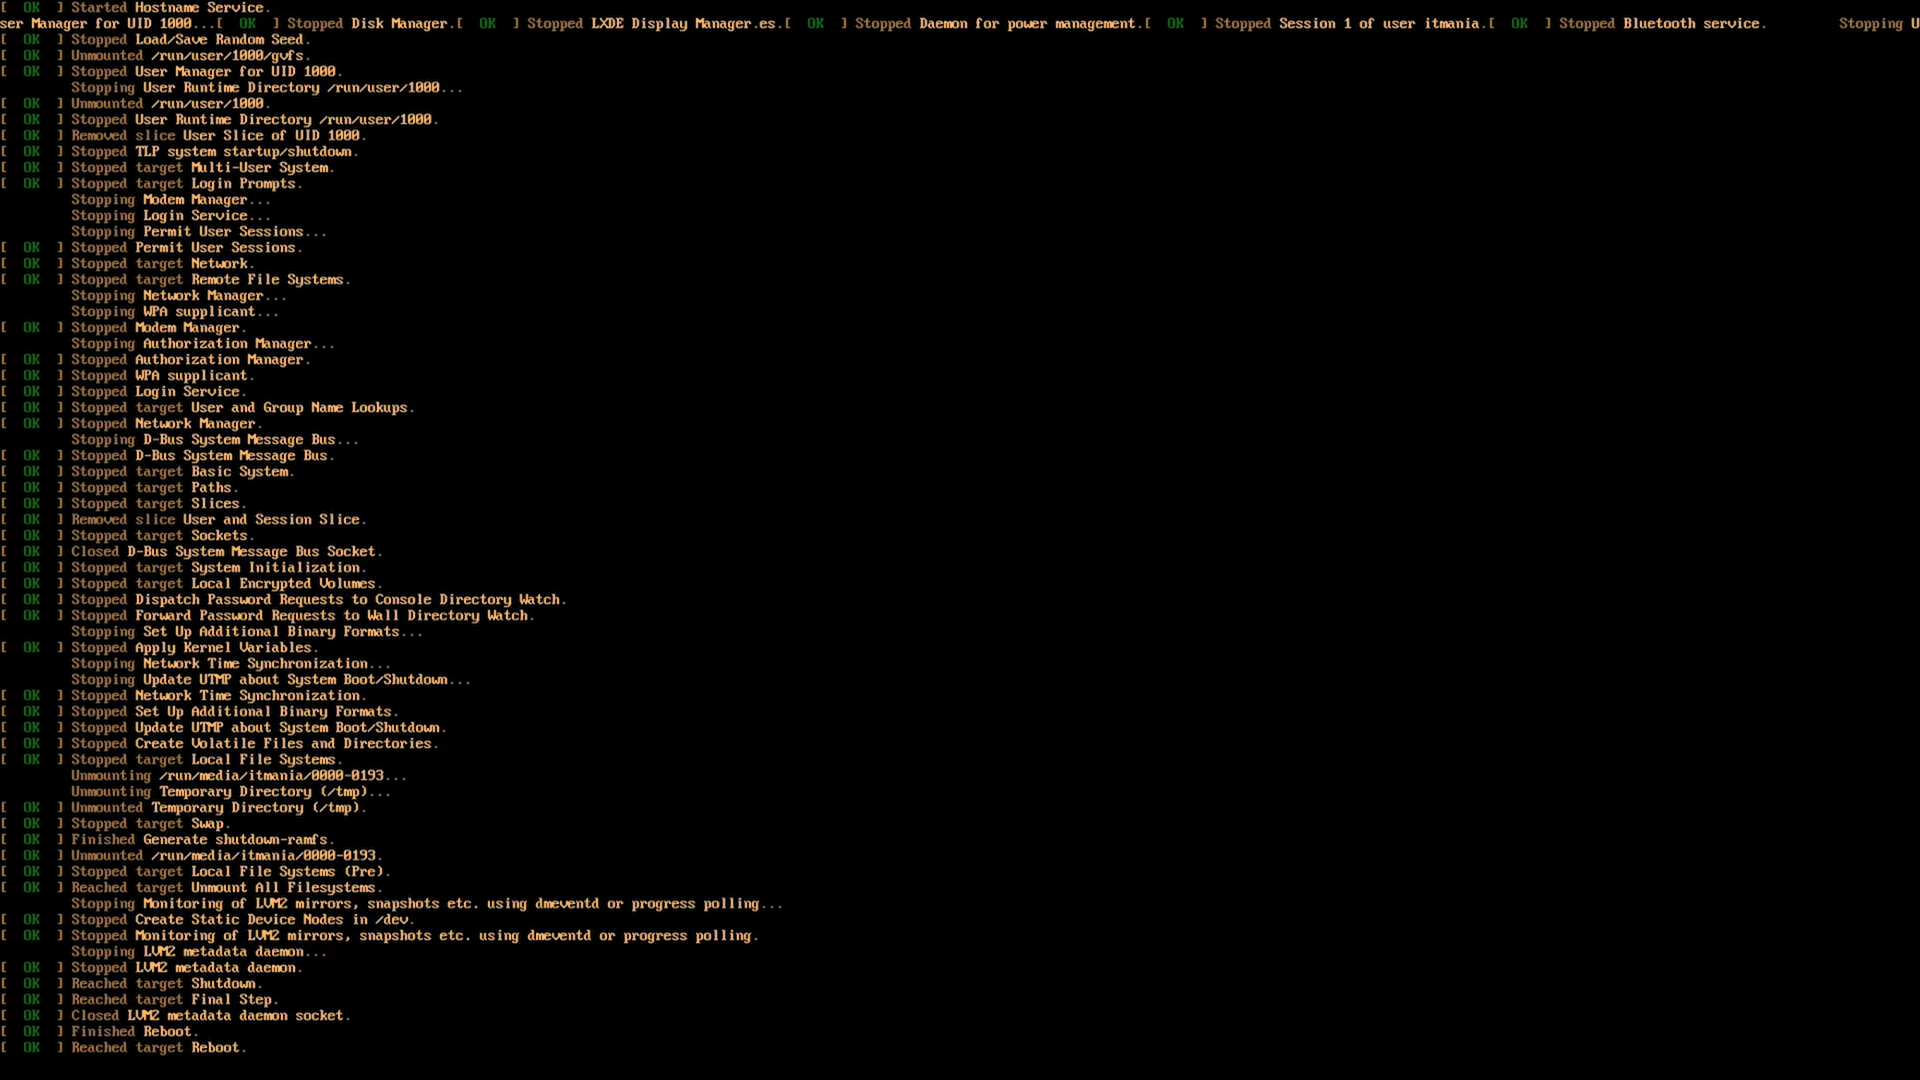 [  OK  ] Started Hostname Service.
ser Manager for UID 1000...[  OK  ] Stopped Disk Manager.[  OK  ] Stopped LXDE Display Manager.es.[  OK  ] Stopped Daemon for power management.[  OK  ] Stopped Session 1 of user itmania.[  OK  ] Stopped Bluetooth service.         Stopping U
[  OK  ] Stopped Load/Save Random Seed.
[  OK  ] Unmounted /run/user/1000/gvfs.
[  OK  ] Stopped User Manager for UID 1000.
         Stopping User Runtime Directory /run/user/1000...
[  OK  ] Unmounted /run/user/1000.
[  OK  ] Stopped User Runtime Directory /run/user/1000.
[  OK  ] Removed slice User Slice of UID 1000.
[  OK  ] Stopped TLP system startup/shutdown.
[  OK  ] Stopped target Multi-User System.
[  OK  ] Stopped target Login Prompts.
         Stopping Modem Manager...
         Stopping Login Service...
         Stopping Permit User Sessions...
[  OK  ] Stopped Permit User Sessions.
[  OK  ] Stopped target Network.
[  OK  ] Stopped target Remote File Systems.
         Stopping Network Manager...
         Stopping WPA supplicant...
[  OK  ] Stopped Modem Manager.
         Stopping Authorization Manager...
[  OK  ] Stopped Authorization Manager.
[  OK  ] Stopped WPA supplicant.
[  OK  ] Stopped Login Service.
[  OK  ] Stopped target User and Group Name Lookups.
[  OK  ] Stopped Network Manager.
         Stopping D-Bus System Message Bus...
[  OK  ] Stopped D-Bus System Message Bus.
[  OK  ] Stopped target Basic System.
[  OK  ] Stopped target Paths.
[  OK  ] Stopped target Slices.
[  OK  ] Removed slice User and Session Slice.
[  OK  ] Stopped target Sockets.
[  OK  ] Closed D-Bus System Message Bus Socket.
[  OK  ] Stopped target System Initialization.
[  OK  ] Stopped target Local Encrypted Volumes.
[  OK  ] Stopped Dispatch Password Requests to Console Directory Watch.
[  OK  ] Stopped Forward Password Requests to Wall Directory Watch.
         Stopping Set Up Additional Binary Formats...
[  OK  ] Stopped Apply Kernel Variables.
         Stopping Network Time Synchronization...
         Stopping Update UTMP about System Boot/Shutdown...
[  OK  ] Stopped Network Time Synchronization.
[  OK  ] Stopped Set Up Additional Binary Formats.
[  OK  ] Stopped Update UTMP about System Boot/Shutdown.
[  OK  ] Stopped Create Volatile Files and Directories.
[  OK  ] Stopped target Local File Systems.
         Unmounting /run/media/itmania/0000-0193...
         Unmounting Temporary Directory (/tmp)...
[  OK  ] Unmounted Temporary Directory (/tmp).
[  OK  ] Stopped target Swap.
[  OK  ] Finished Generate shutdown-ramfs.
[  OK  ] Unmounted /run/media/itmania/0000-0193.
[  OK  ] Stopped target Local File Systems (Pre).
[  OK  ] Reached target Unmount All Filesystems.
         Stopping Monitoring of LVM2 mirrors, snapshots etc. using dmeventd or progress polling...
[  OK  ] Stopped Create Static Device Nodes in /dev.
[  OK  ] Stopped Monitoring of LVM2 mirrors, snapshots etc. using dmeventd or progress polling.
         Stopping LVM2 metadata daemon...
[  OK  ] Stopped LVM2 metadata daemon.
[  OK  ] Reached target Shutdown.
[  OK  ] Reached target Final Step.
[  OK  ] Closed LVM2 metadata daemon socket.
[  OK  ] Finished Reboot.
[  OK  ] Reached target Reboot.